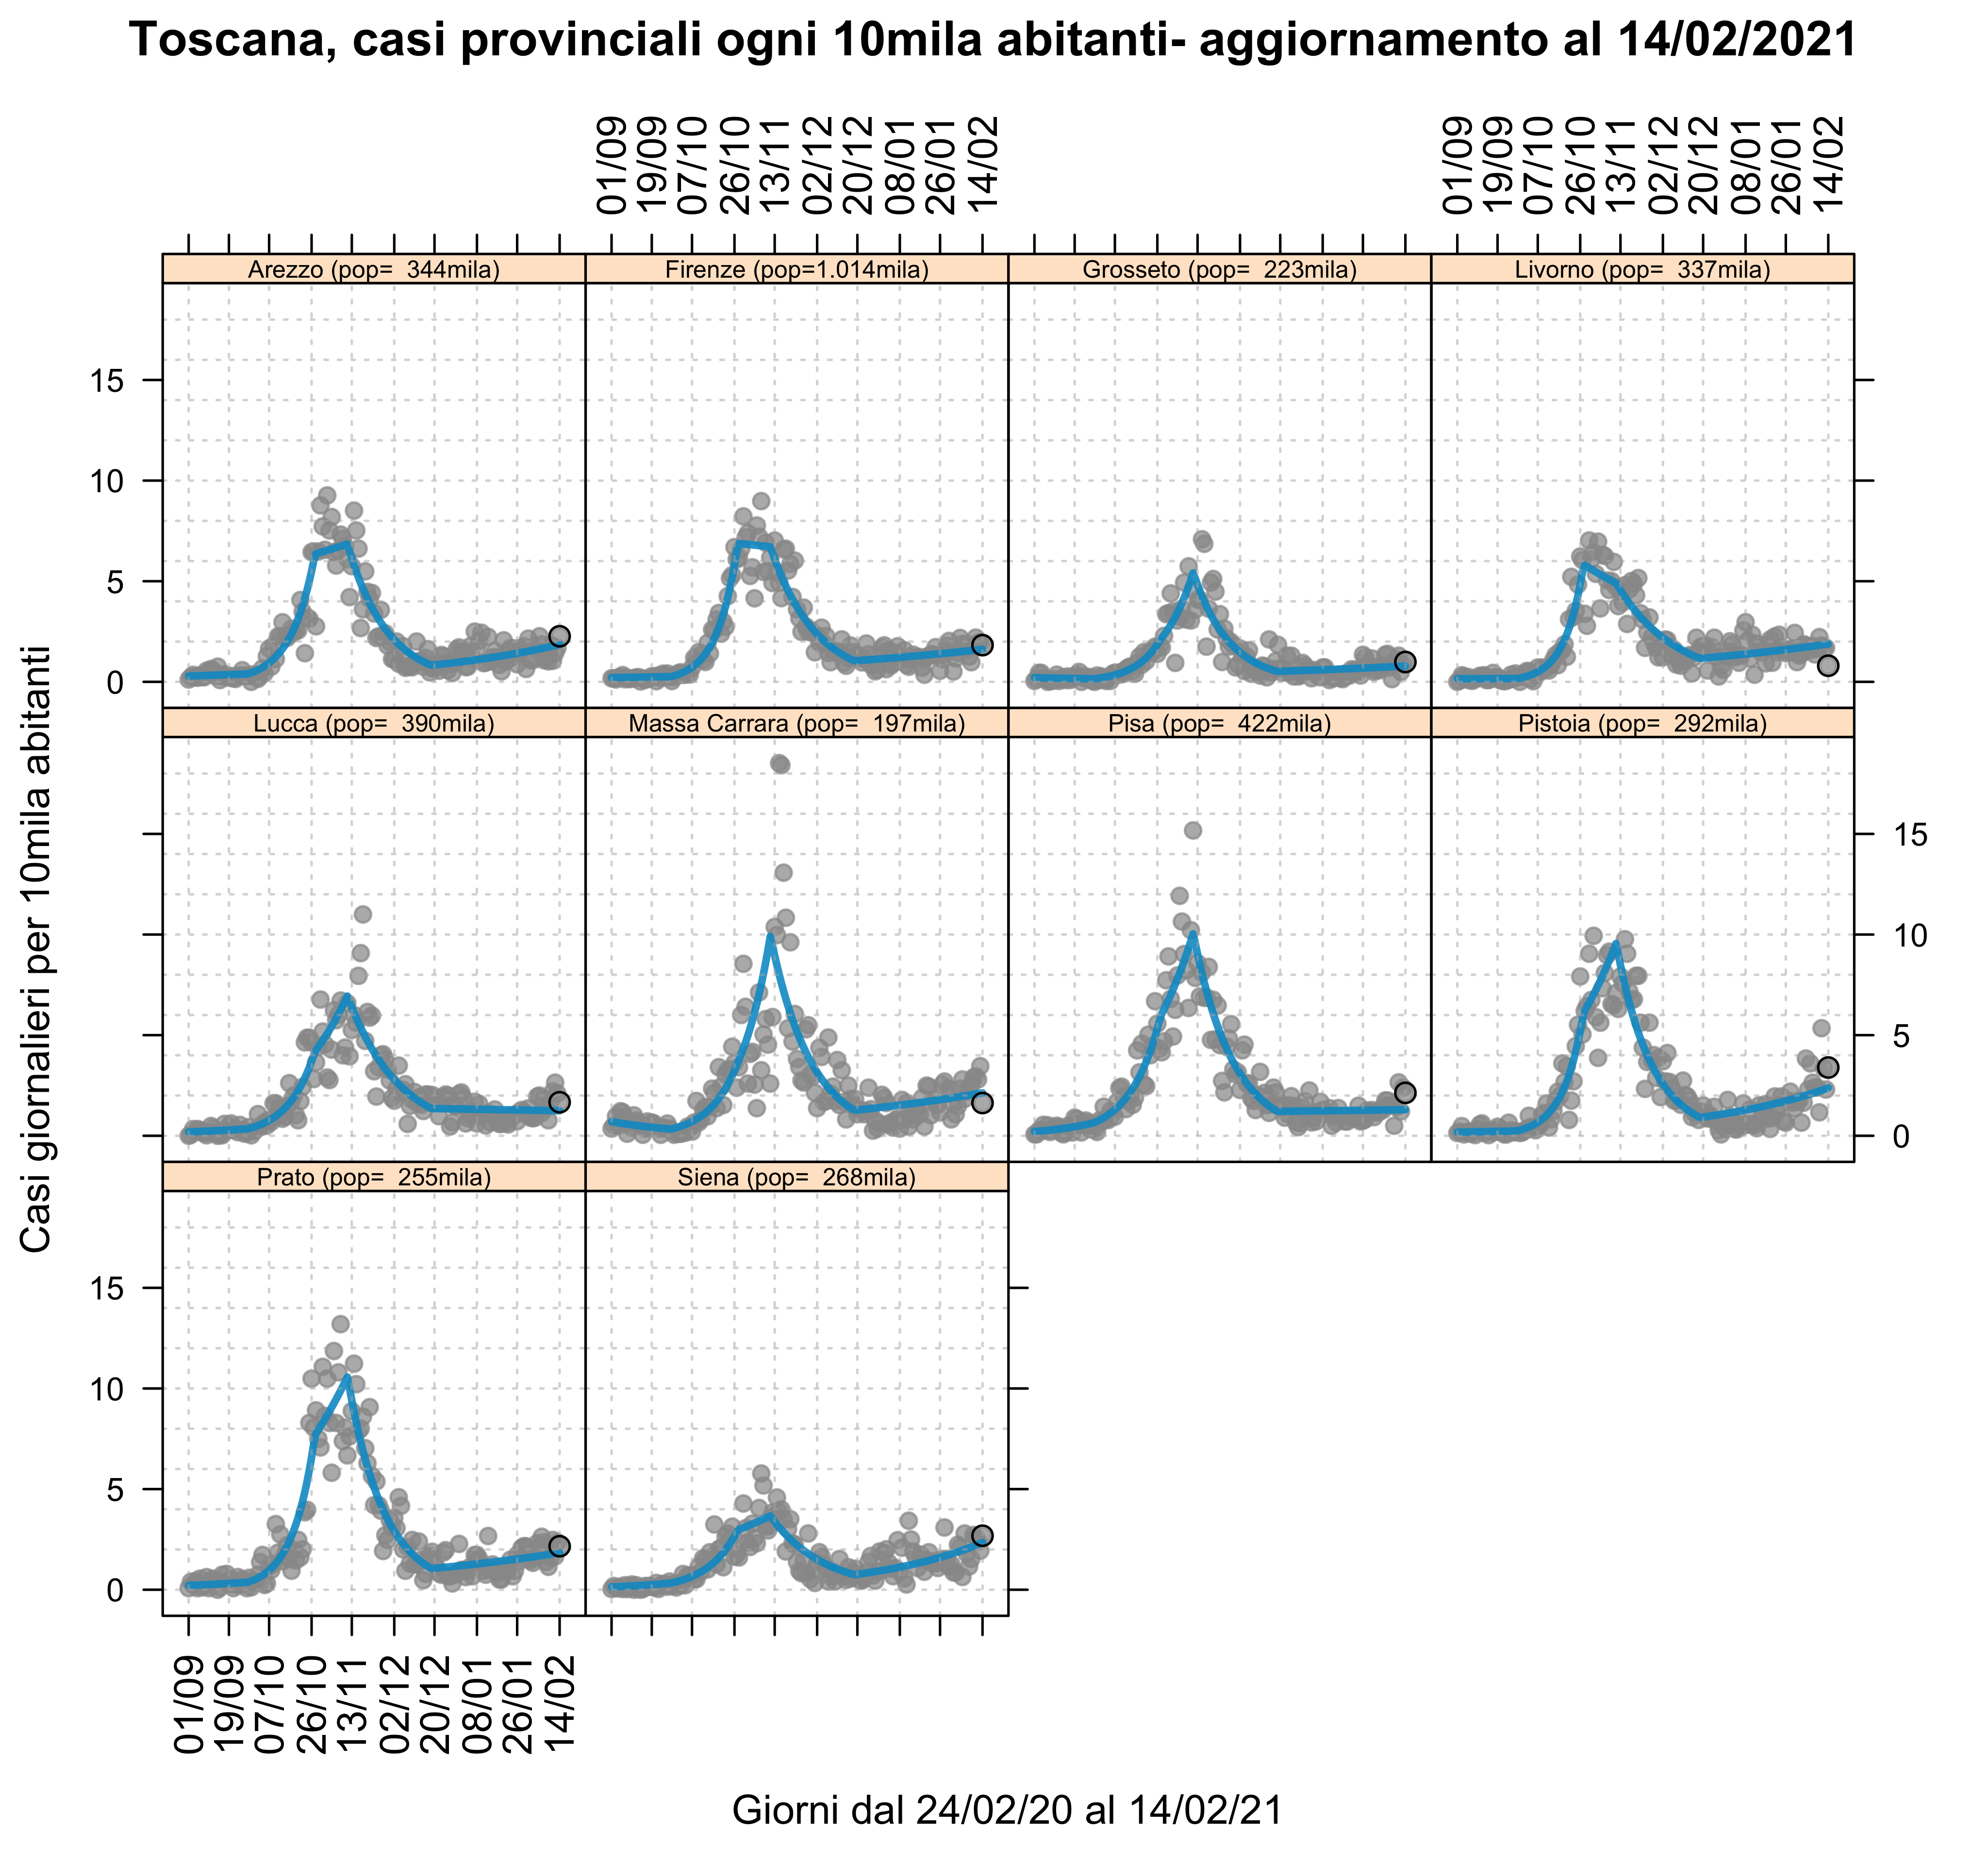 Toscana, casi provinciali ogni 10mila abitanti- aggiornamento al 14/02/2021
01/09 19/09 07/10 26/10 13/11 02/12 20/12 08/01 26/01 14/02
01/09 19/09 07/10 26/10 13/11 02/12 20/12 08/01 26/01 14/02
Arezzo (pop= 344mila)
Firenze (pop=1.014mila)
Grosseto (pop= 223mila)
Livorno (pop= 337mila)
15
10
5
0
Casi giornalieri per 10mila abitanti
Lucca (pop= 390mila)
Massa Carrara (pop= 197mila)
Pisa (pop= 422mila)
Pistoia (pop= 292mila)
15
10
5
0
Prato (pop= 255mila)
Siena (pop= 268mila)
15
10
5
0
01/09 19/09 07/10 26/10 13/11 02/12 20/12 08/01 26/01 14/02
Giorni dal 24/02/20 al 14/02/21